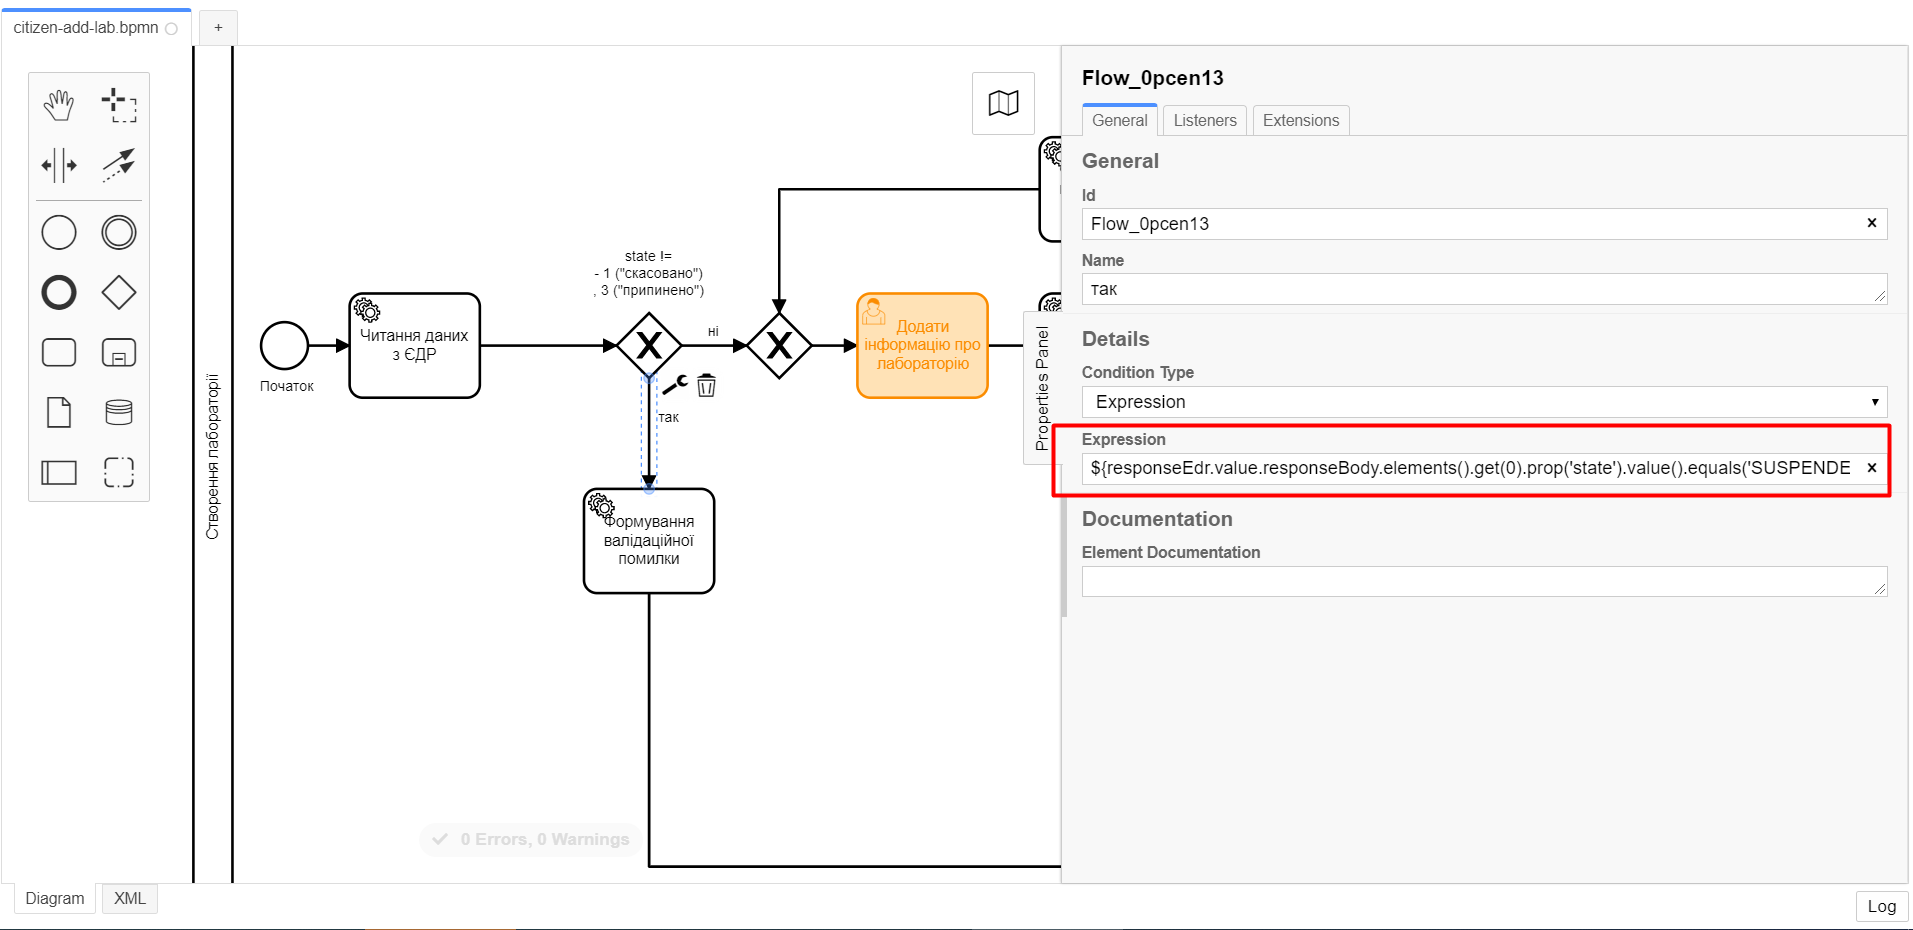 citizen-add-lab.bpmn
+
Створення лабораторії
Початок
Читання даних
з ЄДР
state !=
- 1 ("скасовано")
, 3 ("припинено")
ні
так
Додати
інформацію про
лабораторію
Формування
валідаційної
помилки
0 Errors, 0 Warnings
Properties Panel
Flow_0pcen13
General
Listeners
Extensions
General
Id
Flow_0pcen13
Name
так
Details
Condition Type
Expression
Expression
${responseEdr.value.responseBody.elements().get(0).prop('state').value().equals('SUSPENDE
Documentation
Element Documentation
Diagram
XML
Log